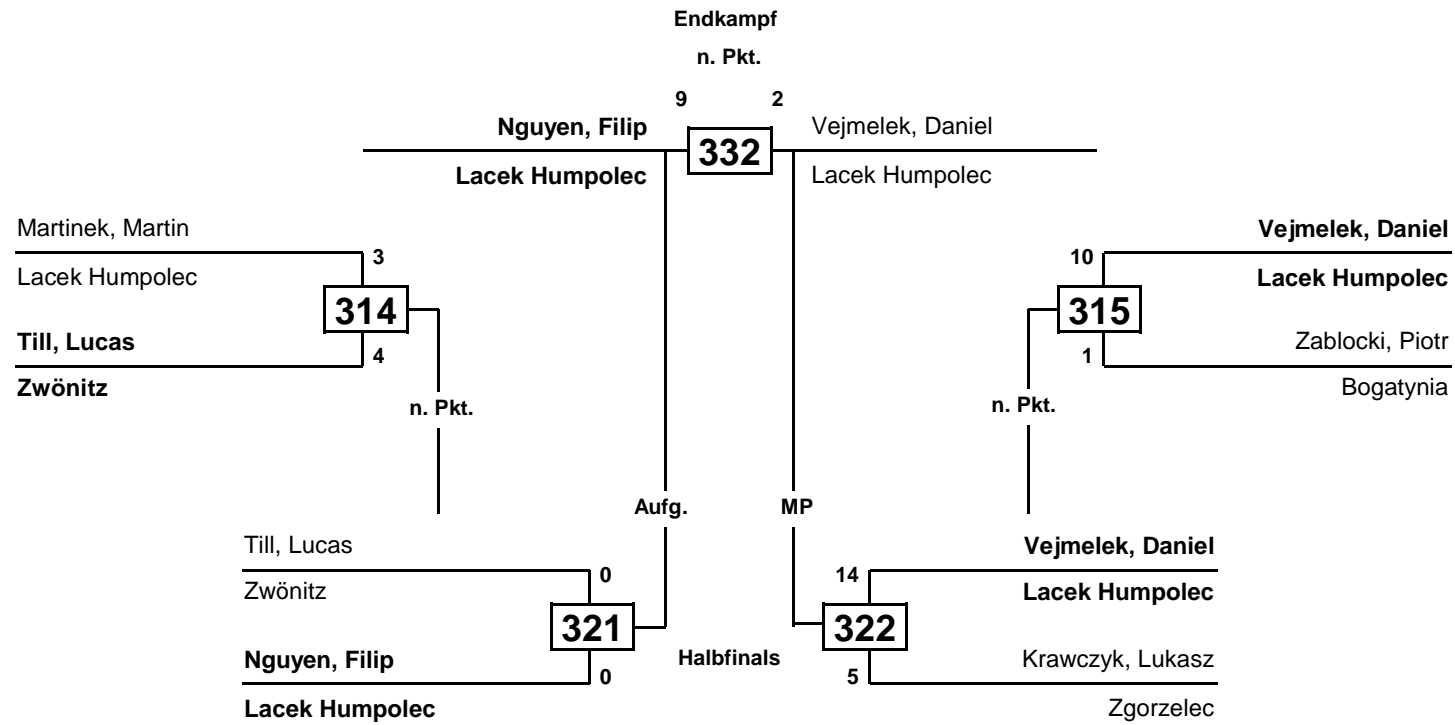 Endkampf
n. Pkt.
9 2
Nguyen, Filip
Lacek Humpolec
332
Vejmelek, Daniel
Lacek Humpolec
Martinek, Martin
Lacek Humpolec
3
314
Till, Lucas
Zwönitz
4
n. Pkt.
Vejmelek, Daniel
Lacek Humpolec
10
315
Zablocki, Piotr
Bogatynia
1
n. Pkt.
Aufg.
MP
Till, Lucas
Zwönitz
0
321
Nguyen, Filip
Lacek Humpolec
0
Halbfinals
Vejmelek, Daniel
Lacek Humpolec
14
322
Krawczyk, Lukasz
Zgorzelec
5